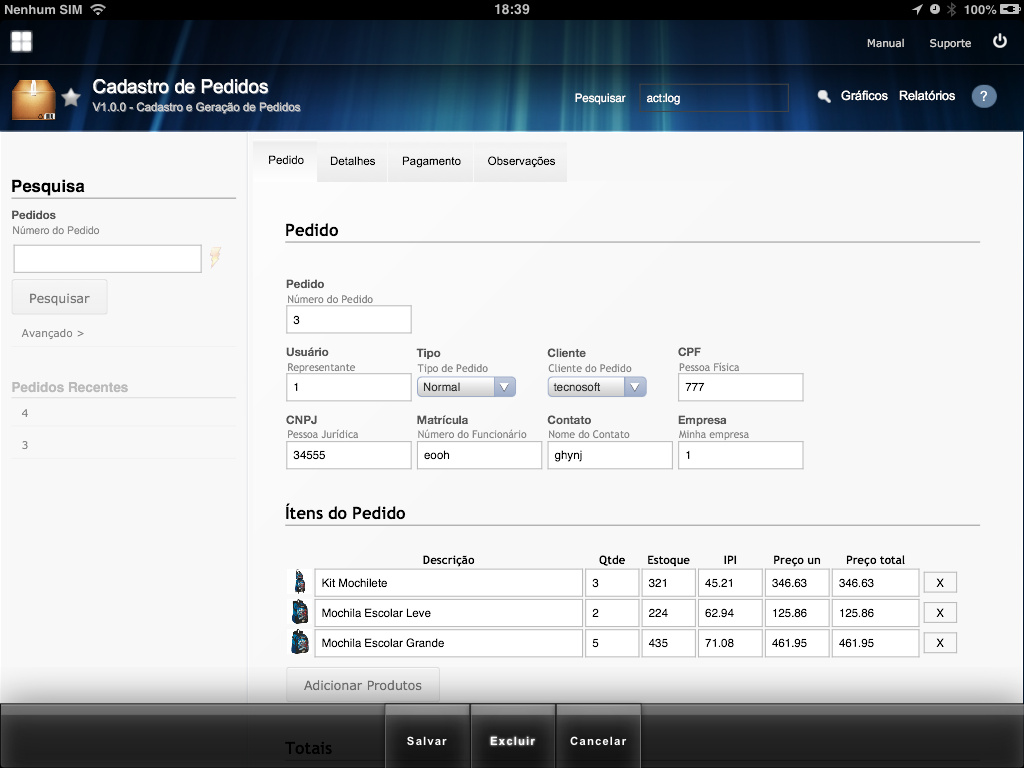 Nenhum SIM 18:39 100%
Manual Suporte
Cadastro de Pedidos
V1.0.0 - Cadastro e Geração de Pedidos
Pesquisar act:log Gráficos Relatórios ?
Pedido Detalhes Pagamento Observações
Pesquisa
Pedidos
Número do Pedido
Pesquisar
Avançado >
Pedidos Recentes
4
3
Pedido
Pedido
Número do Pedido
3
Usuário Tipo Cliente CPF
Representante Tipo de Pedido Cliente do Pedido Pessoa Física
1 Normal tecnosoft 777
CNPJ Matrícula Contato Empresa
Pessoa Jurídica Número do Funcionário Nome do Contato Minha empresa
34555 eooh ghynj 1
Ítens do Pedido
Descrição Qtde Estoque IPI Preço un Preço total
Kit Mochilete 3 321 45.21 346.63 346.63 X
Mochila Escolar Leve 2 224 62.94 125.86 125.86 X
Mochila Escolar Grande 5 435 71.08 461.95 461.95 X
Adicionar Produtos
Totais
Salvar Excluir Cancelar